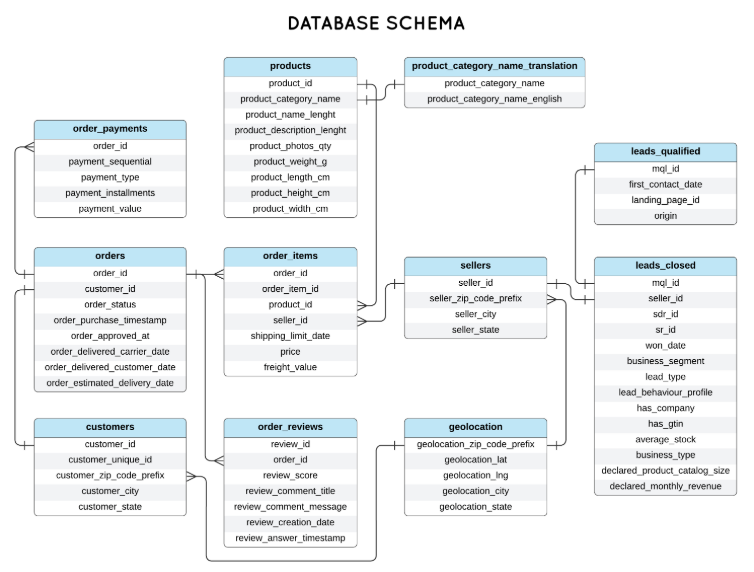 DATABASE SCHEMA
products
product_id
product_category_name
product_name_lenght
product_description_lenght
product_photos_qty
product_weight_g
product_length_cm
product_height_cm
product_width_cm
product_category_name_translation
product_category_name
product_category_name_english
order_payments
order_id
payment_sequential
payment_type
payment_installments
payment_value
leads_qualified
mql_id
first_contact_date
landing_page_id
origin
orders
order_id
customer_id
order_status
order_purchase_timestamp
order_approved_at
order_delivered_carrier_date
order_delivered_customer_date
order_estimated_delivery_date
order_items
order_id
order_item_id
product_id
seller_id
shipping_limit_date
price
freight_value
sellers
seller_id
seller_zip_code_prefix
seller_city
seller_state
leads_closed
mql_id
seller_id
sdr_id
sr_id
won_date
business_segment
lead_type
lead_behaviour_profile
has_company
has_gtin
average_stock
business_type
declared_product_catalog_size
declared_monthly_revenue
customers
customer_id
customer_unique_id
customer_zip_code_prefix
customer_city
customer_state
order_reviews
review_id
order_id
review_score
review_comment_title
review_comment_message
review_creation_date
review_answer_timestamp
geolocation
geolocation_zip_code_prefix
geolocation_lat
geolocation_lng
geolocation_city
geolocation_state